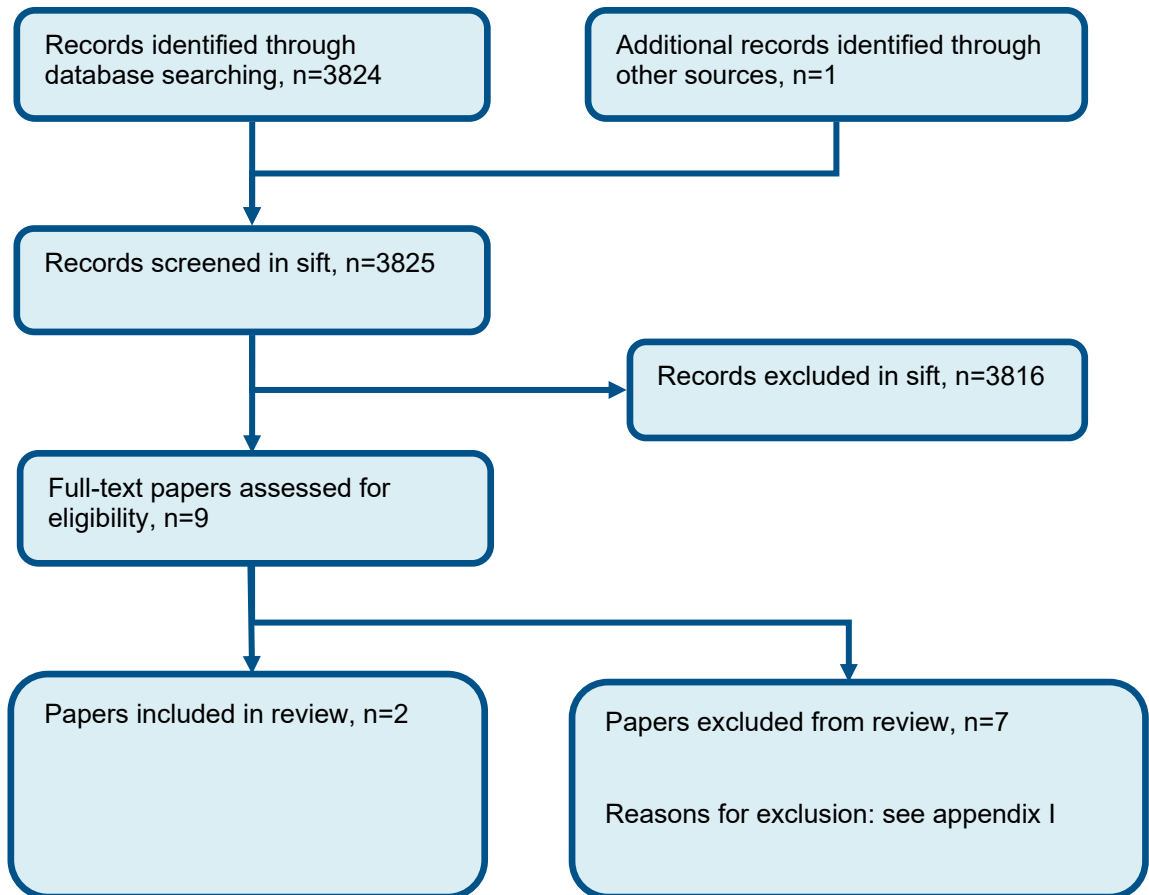 Records identified through
database searching, n=3824
Additional records identified through
other sources, n=1
Records screened in sift, n=3825
Records excluded in sift, n=3816
Full-text papers assessed for
eligibility, n=9
Papers included in review, n=2
Papers excluded from review, n=7
Reasons for exclusion: see appendix I